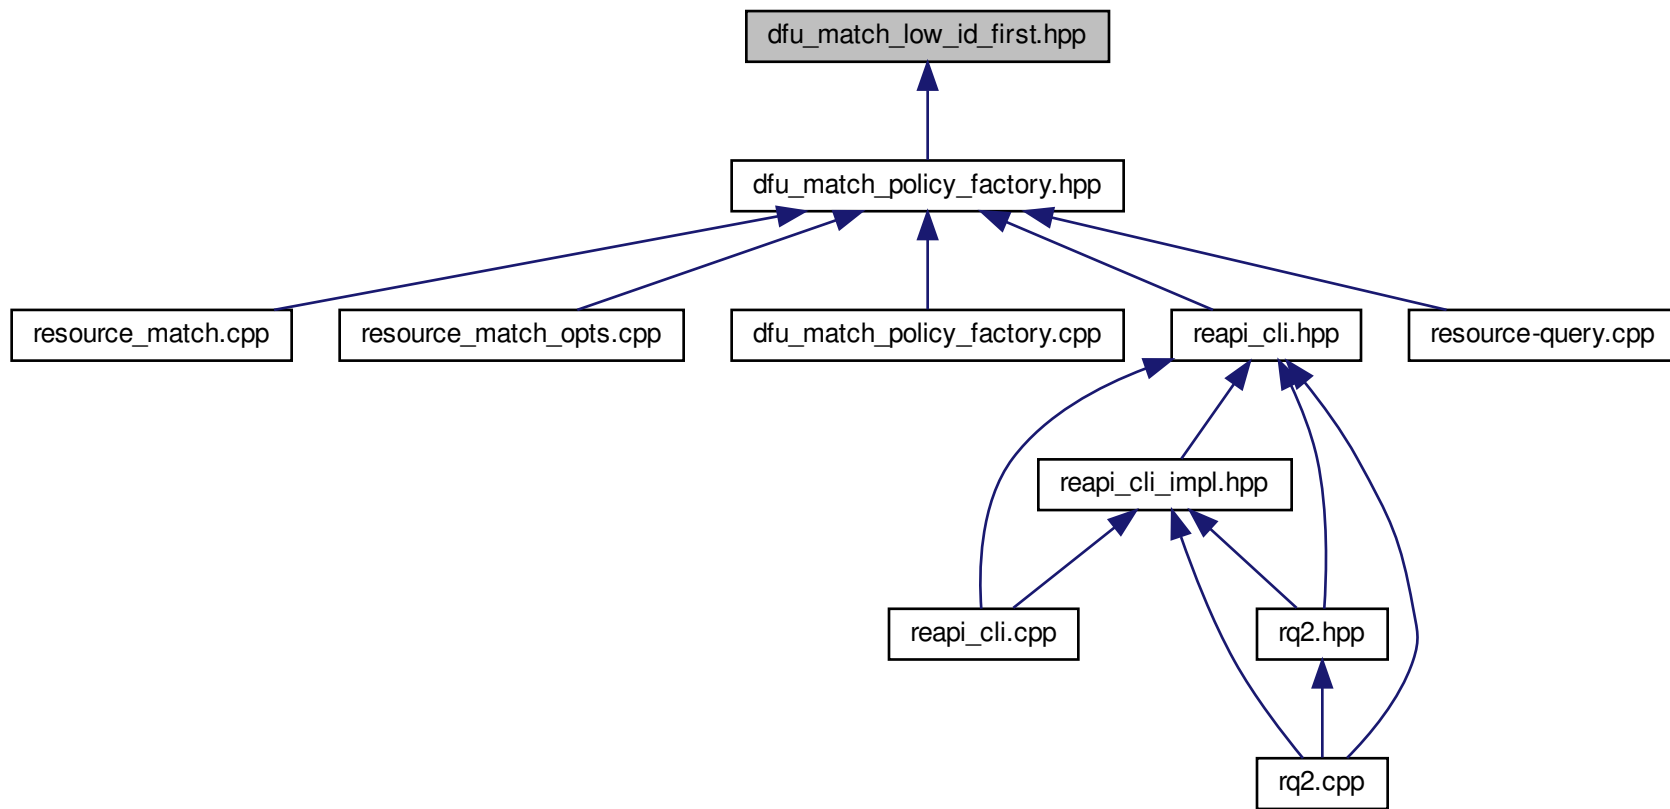 dfu_match_low_id_first.hpp
dfu_match_policy_factory.hpp
resource_match.cpp
resource_match_opts.cpp
dfu_match_policy_factory.cpp
reapi_cli.hpp
resource-query.cpp
reapi_cli_impl.hpp
reapi_cli.cpp
rq2.hpp
rq2.cpp